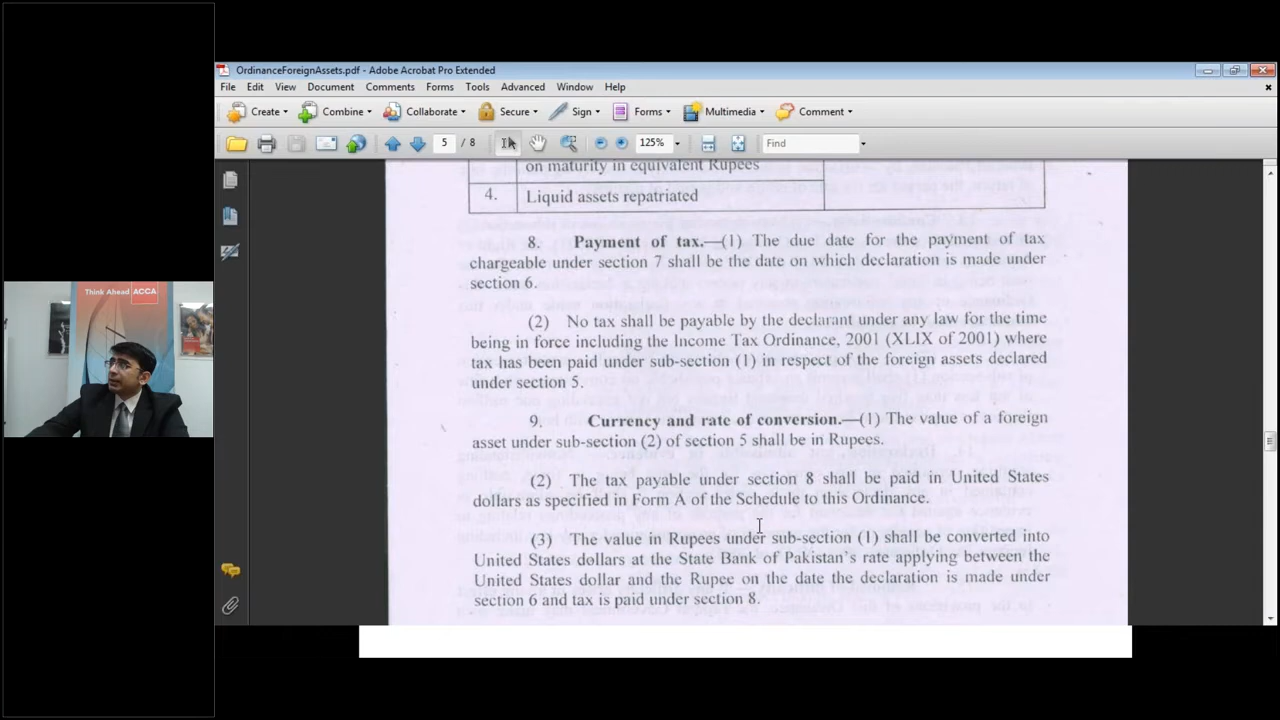 OrdinanceForeignAssets.pdf - Adobe Acrobat Pro Extended
File Edit View Document Comments Forms Tools Advanced Window Help
Create Combine Collaborate Secure Sign Forms Multimedia Comment
5 / 8 125% Find
on maturity in equivalent Rupees
4. Liquid assets repatriated
8. Payment of tax.—(1) The due date for the payment of tax
chargeable under section 7 shall be the date on which declaration is made under
section 6.
(2) No tax shall be payable by the declarant under any law for the time
being in force including the Income Tax Ordinance, 2001 (XLIX of 2001) where
tax has been paid under sub-section (1) in respect of the foreign assets declared
under section 5.
9. Currency and rate of conversion.—(1) The value of a foreign
asset under sub-section (2) of section 5 shall be in Rupees.
(2) The tax payable under section 8 shall be paid in United States
dollars as specified in Form A of the Schedule to this Ordinance.
(3) The value in Rupees under sub-section (1) shall be converted into
United States dollars at the State Bank of Pakistan's rate applying between the
United States dollar and the Rupee on the date the declaration is made under
section 6 and tax is paid under section 8.
Think Ahead ACCA